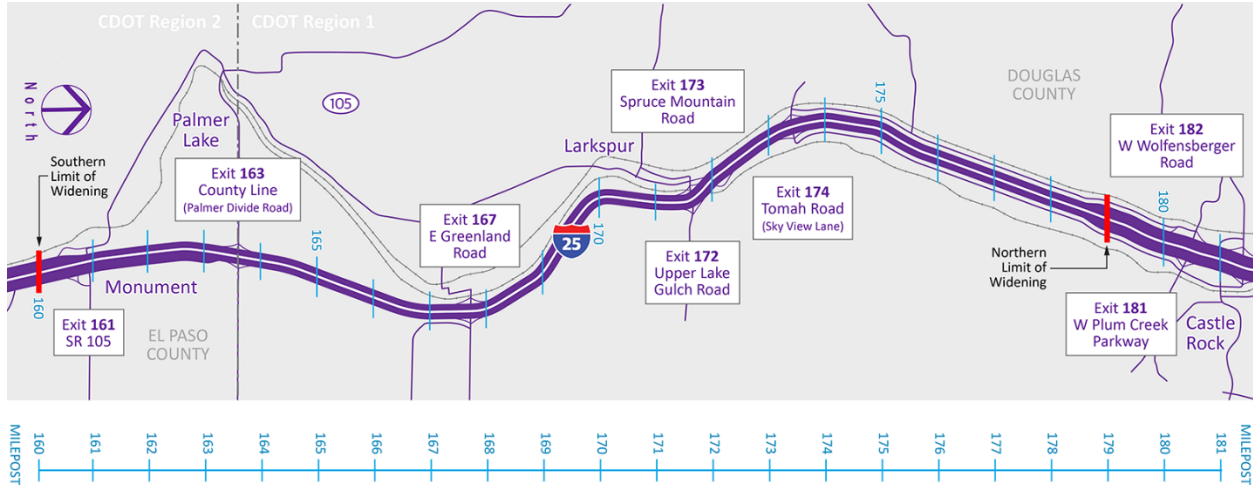 CDOT Region 2
CDOT Region 1
North
105
Palmer
Lake
Southern
Limit of
Widening
Exit 163
County Line
(Palmer Divide Road)
165
Monument
160
Exit 161
SR 105
EL PASO
COUNTY
Exit 167
E Greenland
Road
25
170
Larkspur
Exit 173
Spruce Mountain
Road
Exit 172
Upper Lake
Gulch Road
Exit 174
Tomah Road
(Sky View Lane)
175
DOUGLAS
COUNTY
Exit 182
W Wolfensberger
Road
180
Northern
Limit of
Widening
Exit 181
W Plum Creek
Parkway
Castle
Rock
MILEPOST
160
161
162
163
164
165
166
167
168
169
170
171
172
173
174
175
176
177
178
179
180
181
MILEPOST